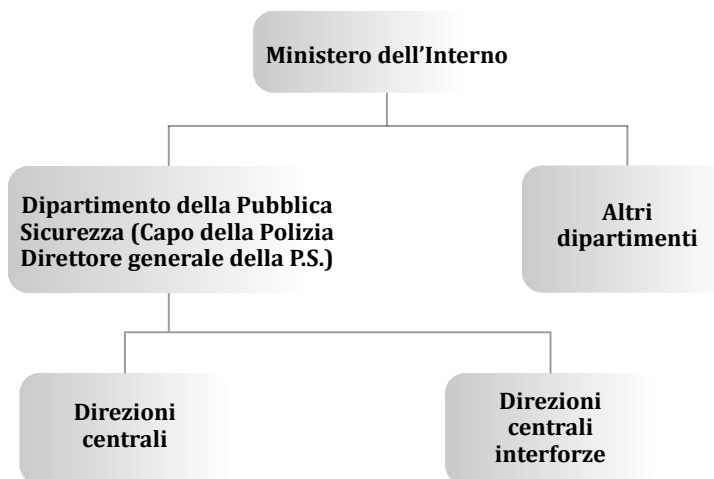 Ministero dell’Interno
Dipartimento della Pubblica
Sicurezza (Capo della Polizia
Direttore generale della P.S.)
Altri
dipartimenti
Direzioni
centrali
Direzioni
centrali
interforze